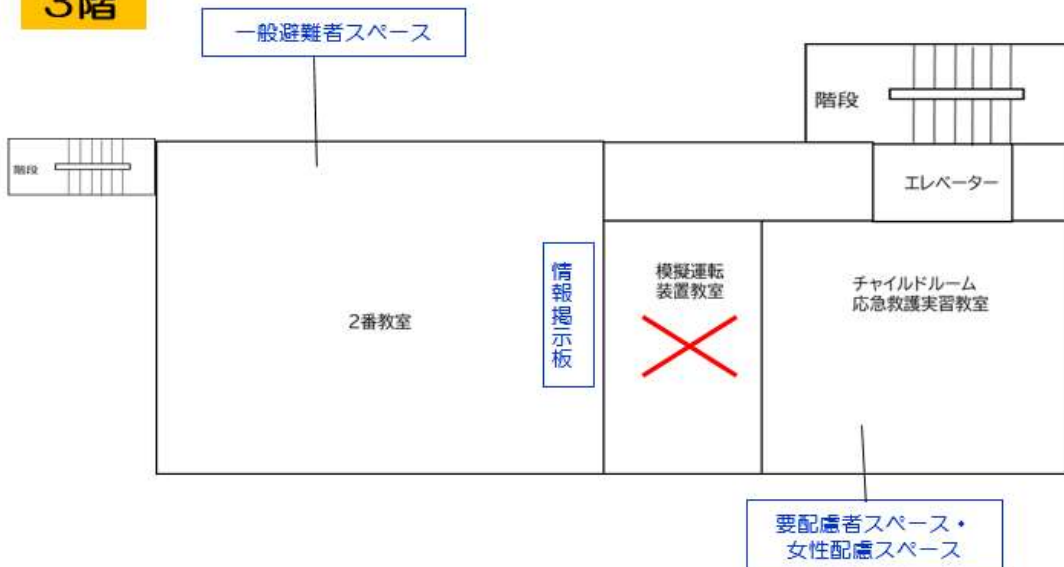 3階
一般避難者スペース
階段
階段
エレベーター
情報掲示板
模擬運転
装置教室
チャイルドルーム
応急救護実習教室
2番教室
要配慮者スペース・
女性配慮スペース